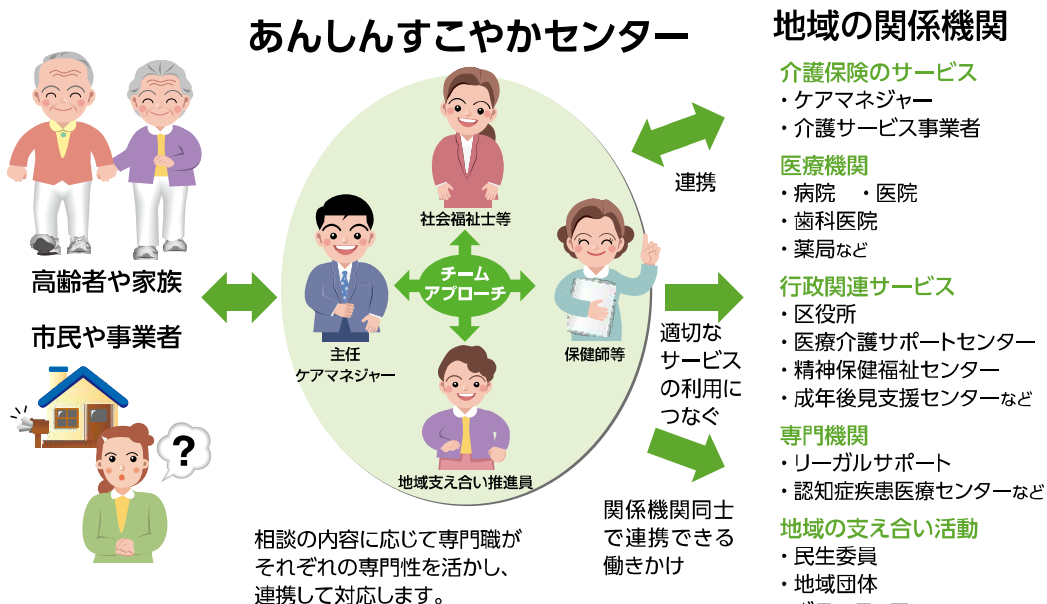 あんしんすこやかセンター
高齢者や家族
市民や事業者
?
社会福祉士等
チーム
アプローチ
主任
ケアマネジャー
保健師等
地域支え合い推進員
相談の内容に応じて専門職が
それぞれの専門性を活かし、
連携して対応します。
連携
適切な
サービス
の利用に
つなぐ
関係機関同士
で連携できる
働きかけ
地域の関係機関
介護保険のサービス
・ケアマネジャー
・介護サービス事業者
医療機関
・病院 ・医院
・歯科医院
・薬局など
行政関連サービス
・区役所
・医療介護サポートセンター
・精神保健福祉センター
・成年後見支援センターなど
専門機関
・リーガルサポート
・認知症疾患医療センターなど
地域の支え合い活動
・民生委員
・地域団体